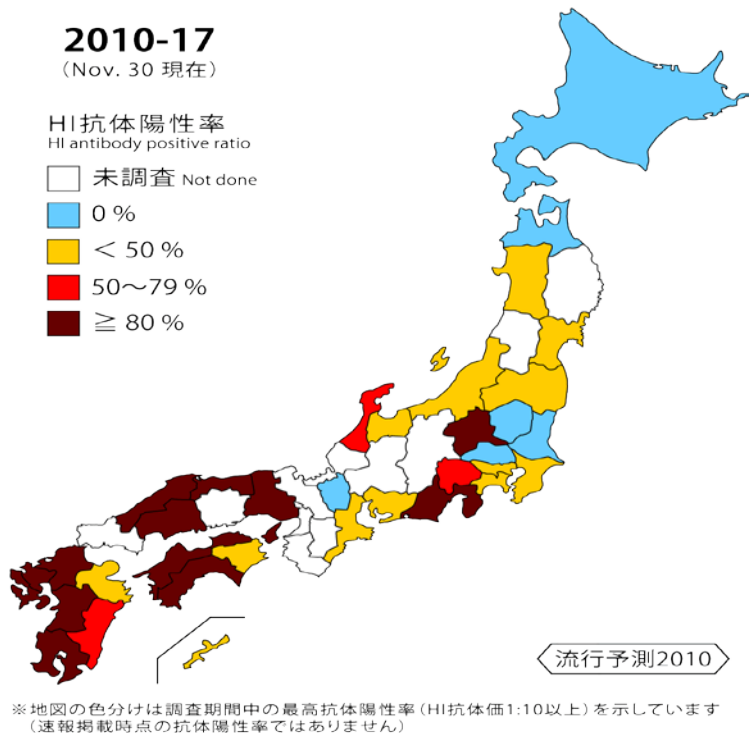 2010-17
（Nov. 30 現在）
HI抗体陽性率
HI antibody positive ratio
未調査 Not done
0 %
＜ 50 %
50～79 %
≧ 80 %
流行予測2010
※地図の色分けは調査期間中の最高抗体陽性率（HI抗体価1:10以上）を示しています
（速報掲載時点の抗体陽性率ではありません）